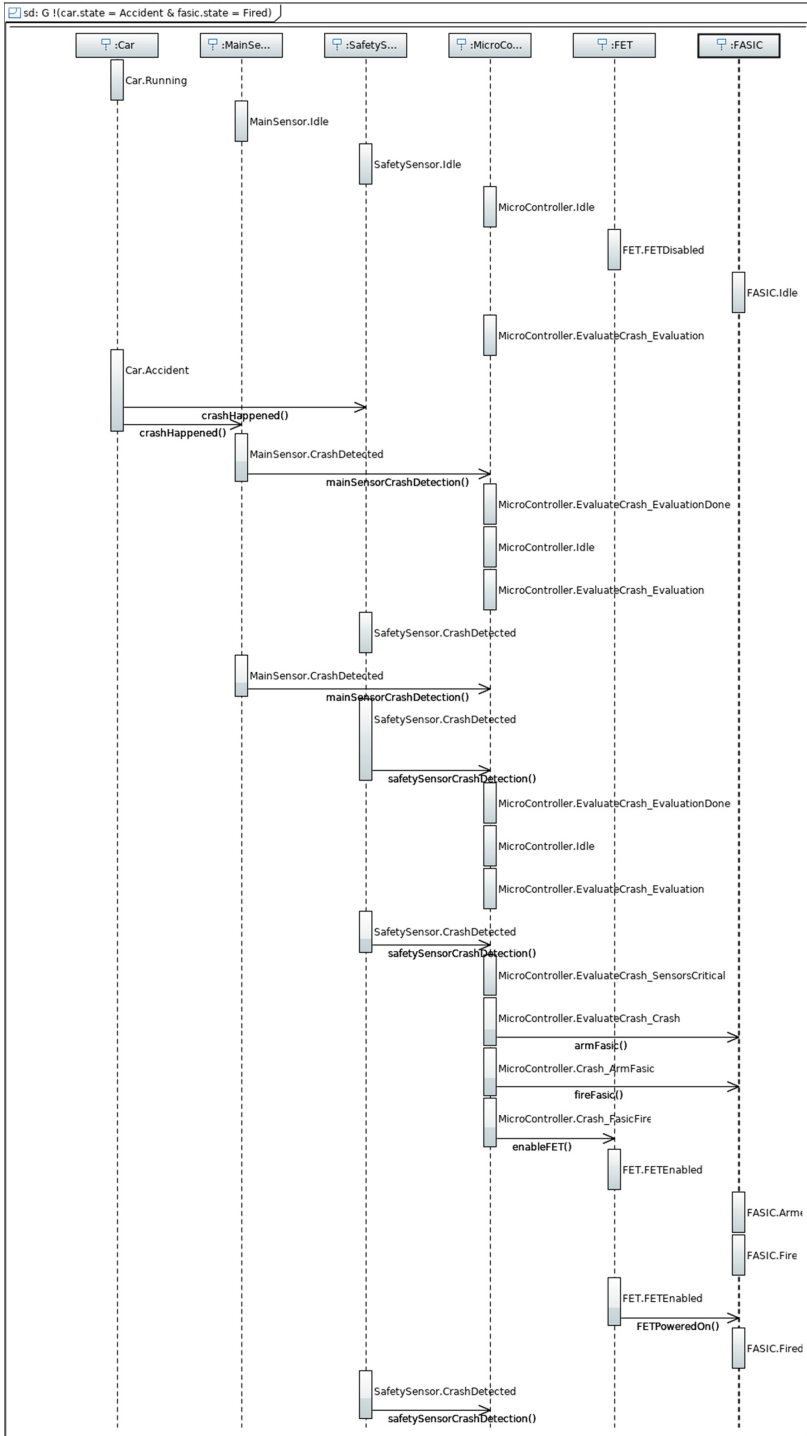 sd: G !(car.state = Accident & fasic.state = Fired)
:Car
:MainSe...
:SafetyS...
:MicroCo...
:FET
:FASIC
Car.Running
MainSensor.Idle
SafetySensor.Idle
MicroController.Idle
FET.FETDisabled
FASIC.Idle
MicroController.EvaluateCrash_Evaluation
Car.Accident
crashHappened()
crashHappened()
MainSensor.CrashDetected
mainSensorCrashDetection()
MicroController.EvaluateCrash_EvaluationDone
MicroController.Idle
MicroController.EvaluateCrash_Evaluation
SafetySensor.CrashDetected
MainSensor.CrashDetected
mainSensorCrashDetection()
SafetySensor.CrashDetected
safetySensorCrashDetection()
MicroController.EvaluateCrash_EvaluationDone
MicroController.Idle
MicroController.EvaluateCrash_Evaluation
SafetySensor.CrashDetected
safetySensorCrashDetection()
MicroController.EvaluateCrash_SensorsCritical
MicroController.EvaluateCrash_Crash
armFasic()
MicroController.Crash_ArmFasic
fireFasic()
MicroController.Crash_FasicFire
enableFET()
FET.FETEnabled
FASIC.Arme
FASIC.Fire
FET.FETEnabled
FETPoweredOn()
FASIC.Fired
SafetySensor.CrashDetected
safetySensorCrashDetection()